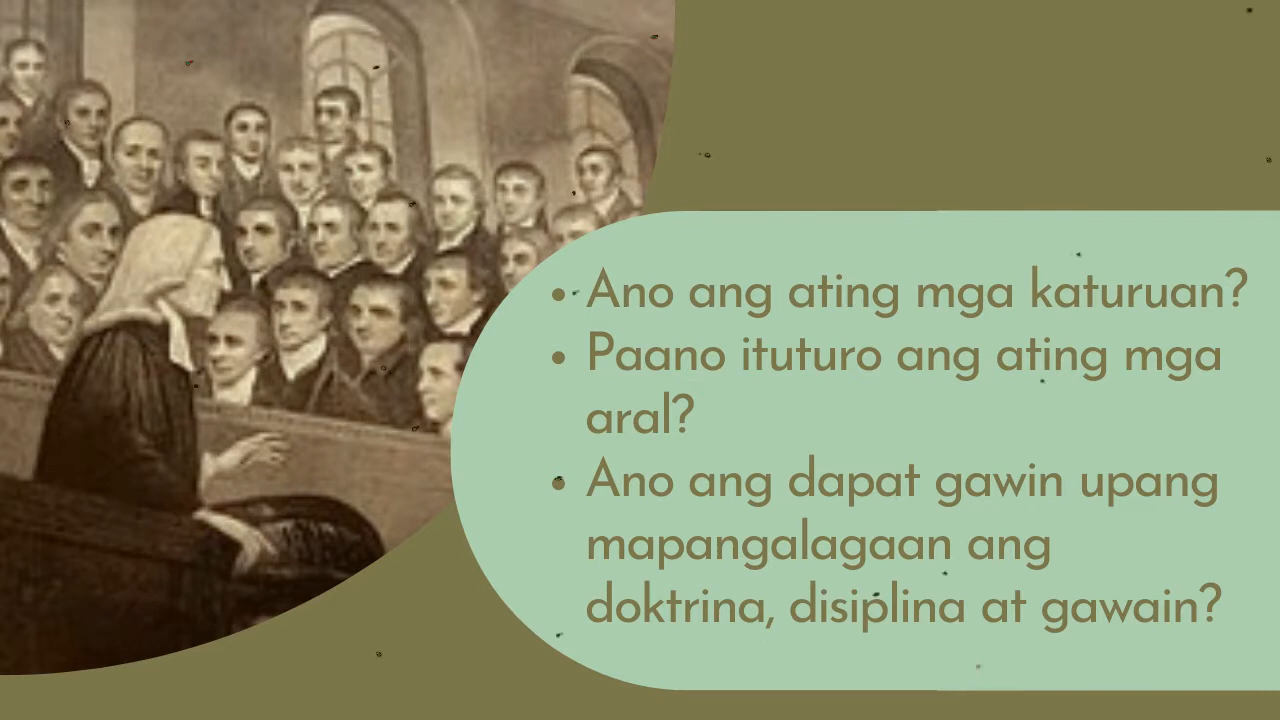 • Ano ang ating mga katuruan?
• Paano ituturo ang ating mga
aral?
• Ano ang dapat gawin upang
mapangalagaan ang
doktrina, disiplina at gawain?